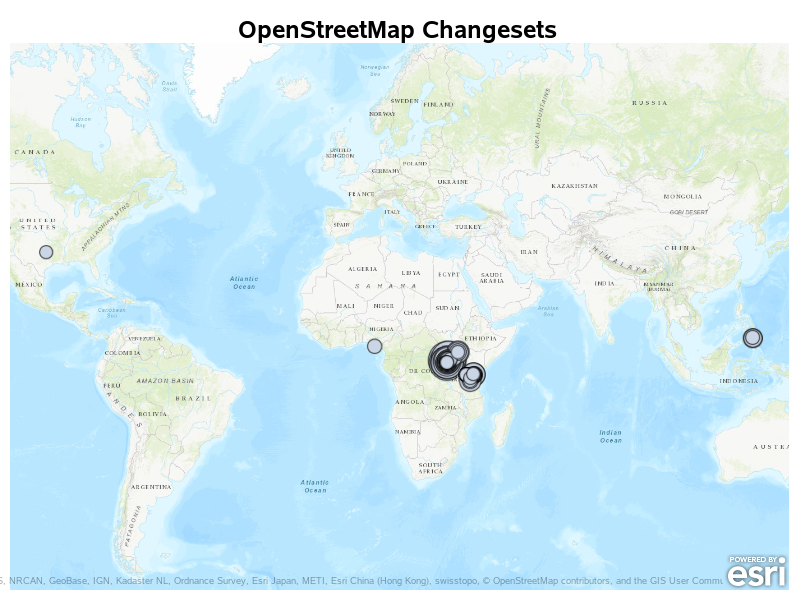 OpenStreetMap Changesets
Norwegian
Sea
Davis
Strait
SWEDEN
FINLAND
NORWAY
RUSSIA
URAL MOUNTAINS
Hudson
Bay
CANADA
UNITED
KINGDOM
POLAND
GERMANY
UKRAINE
KAZAKHSTAN
FRANCE
MONGOLIA
GOBI DESERT
ITALY
SPAIN
GREECE
TURKEY
UNITED
STATES
APPALACHIAN MTNS
CHINA
IRAN
HIMALAYA
ALGERIA
LIBYA
EGYPT
SAUDI
ARABIA
Atlantic
Ocean
SAHARA
MEXICO
INDIA
MYANMAR
(BURMA)
MALI
NIGER
CHAD
SUDAN
Caribbean
Sea
Arabian
Sea
NIGERIA
ETHIOPIA
VENEZUELA
COLOMBIA
DR CO
INDONESIA
AMAZON BASIN
PERU
BRAZIL
ANDES
ANGOLA
ZAMBIA
BOLIVIA
NAMIBIA
Indian
Ocean
AUSTRA
SOUTH
AFRICA
ARGENTINA
Atlantic
Ocean
PATAGONIA
POWERED BY
esri
S, NRCAN, GeoBase, IGN, Kadaster NL, Ordnance Survey, Esri Japan, METI, Esri China (Hong Kong), swisstopo, © OpenStreetMap contributors, and the GIS User Commu